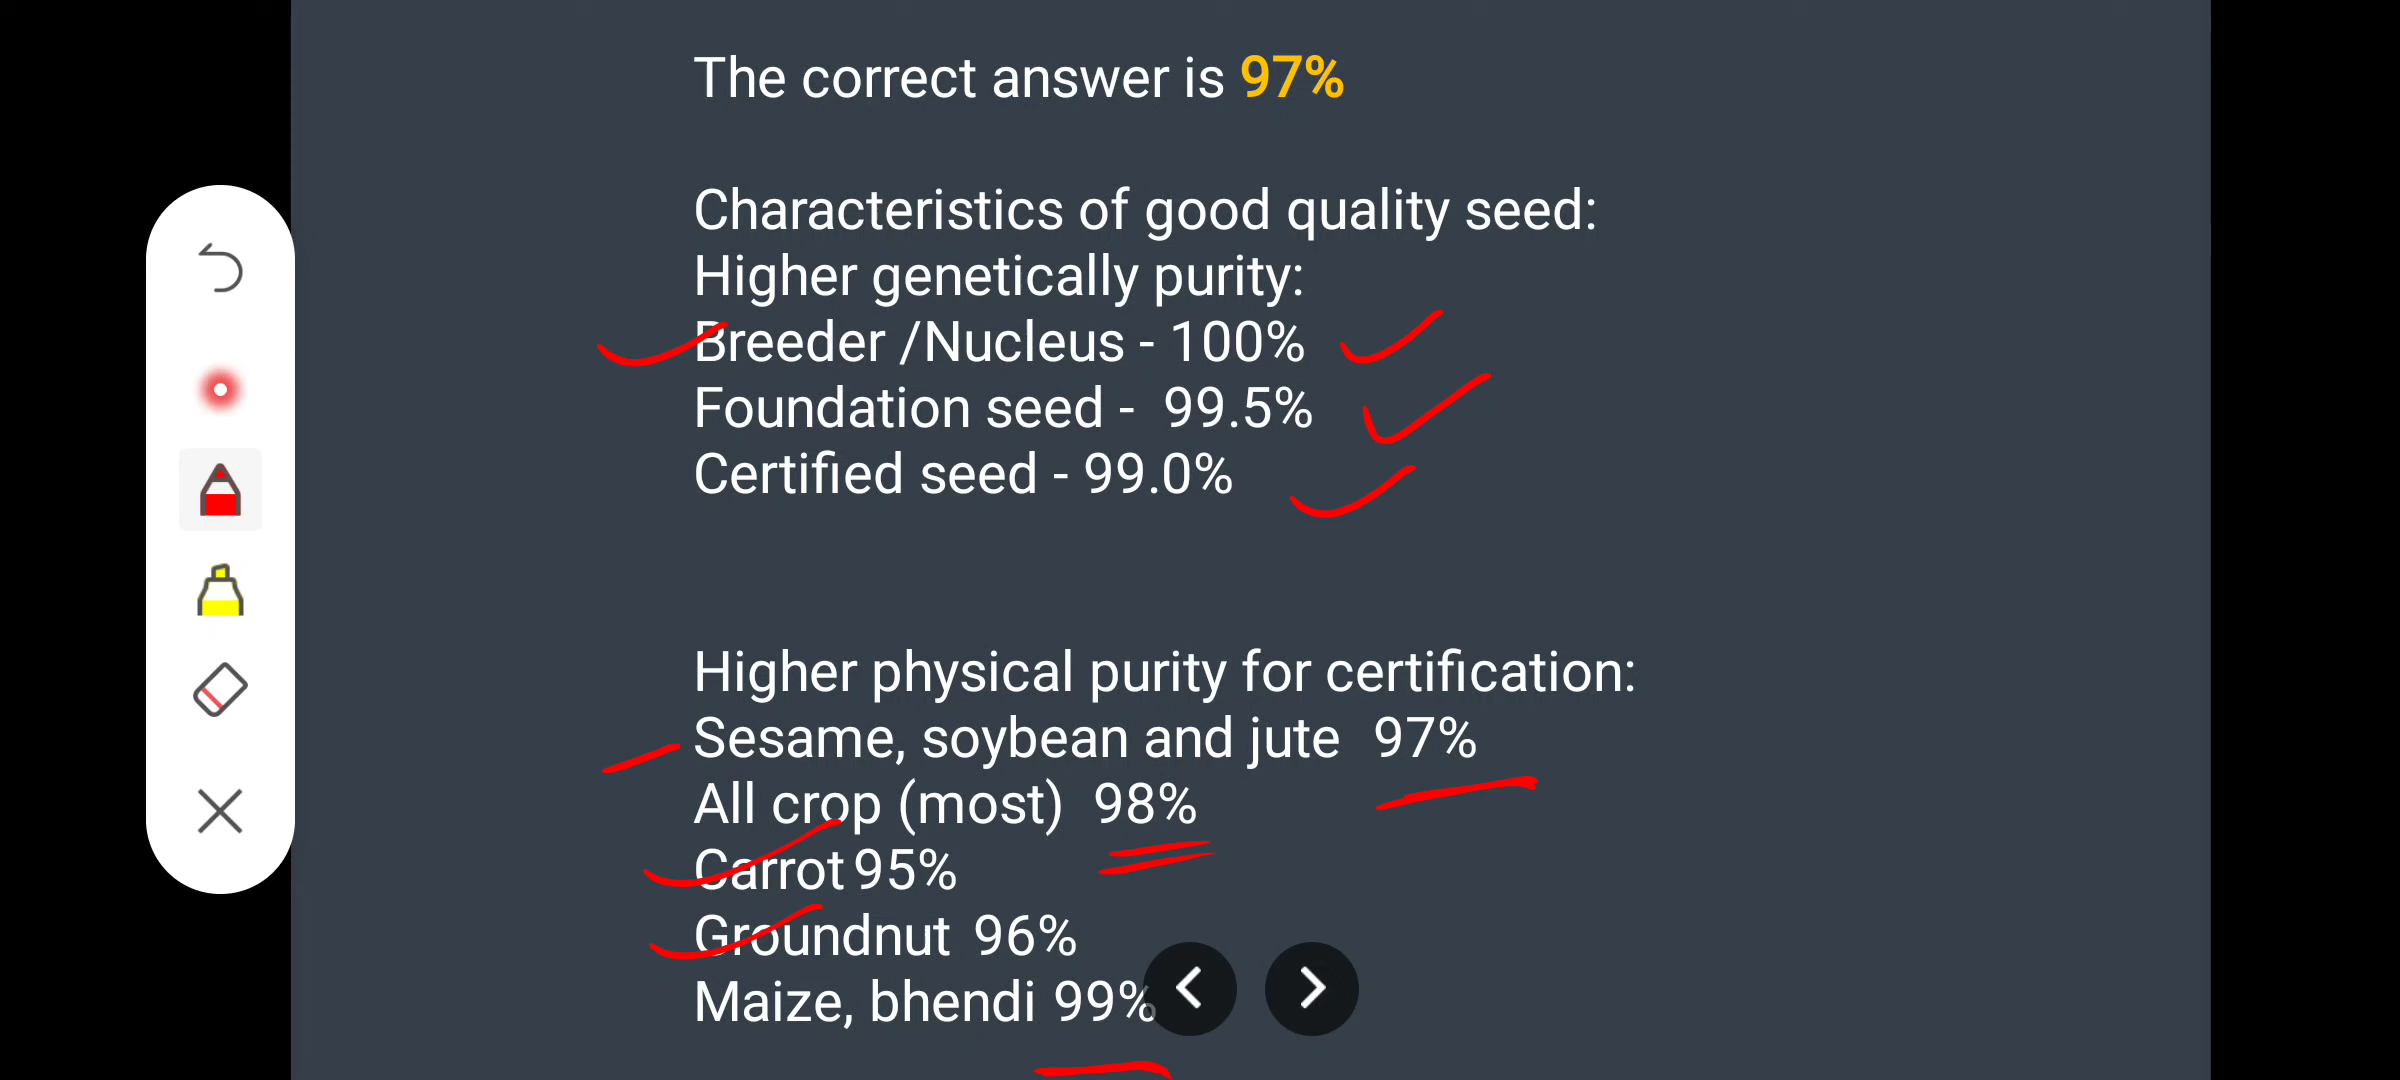 The correct answer is 97%
Characteristics of good quality seed:
Higher genetically purity:
Breeder /Nucleus - 100%
Foundation seed - 99.5%
Certified seed - 99.0%
Higher physical purity for certification:
Sesame, soybean and jute 97%
All crop (most) 98%
Carrot 95%
Groundnut 96%
Maize, bhendi 99%